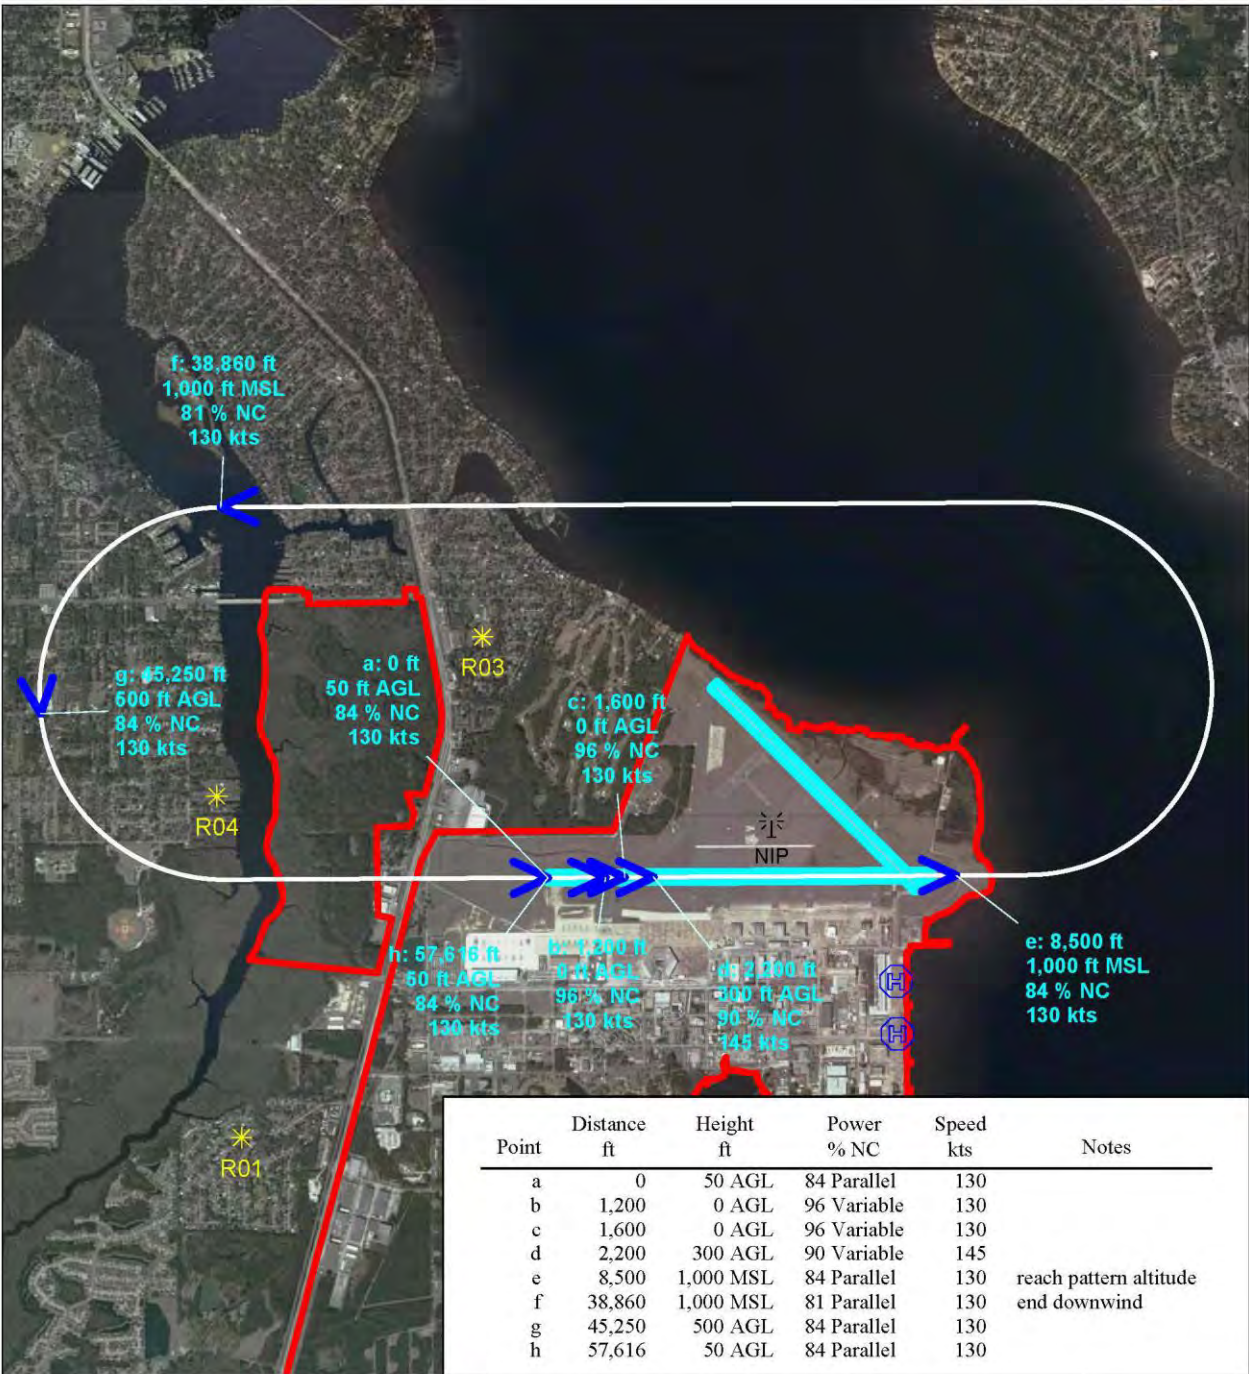 f: 38,860 ft
1,000 ft MSL
81 % NC
130 kts
g: 45,250 ft
500 ft AGL
84 % NC
130 kts
a: 0 ft
50 ft AGL
84 % NC
130 kts
R03
c: 1,600 ft
0 ft AGL
96 % NC
130 kts
R04
NIP
h: 57,616 ft
50 ft AGL
84 % NC
130 kts
b: 1,200 ft
0 ft AGL
96 % NC
130 kts
d: 2,200 ft
300 ft AGL
90 % NC
145 kts
e: 8,500 ft
1,000 ft MSL
84 % NC
130 kts
H
H
R01
Point Distance ft Height ft Power % NC Speed kts Notes
a 0 50 AGL 84 Parallel 130
b 1,200 0 AGL 96 Variable 130
c 1,600 0 AGL 96 Variable 130
d 2,200 300 AGL 90 Variable 145
e 8,500 1,000 MSL 84 Parallel 130 reach pattern altitude
f 38,860 1,000 MSL 81 Parallel 130 end downwind
g 45,250 500 AGL 84 Parallel 130
h 57,616 50 AGL 84 Parallel 130